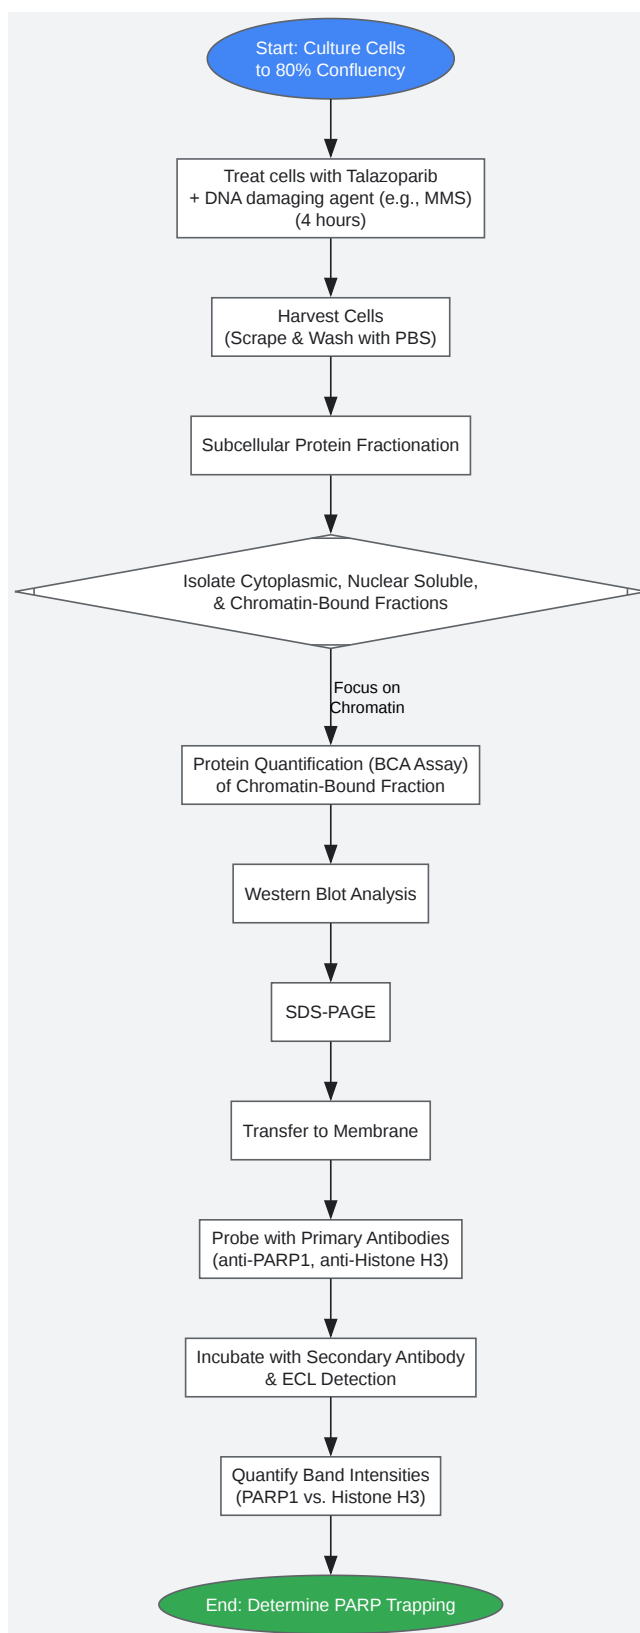 Start: Culture Cells
to 80% Confluency
Treat cells with Talazoparib
+ DNA damaging agent (e.g., MMS)
(4 hours)
Harvest Cells
(Scrape & Wash with PBS)
Subcellular Protein Fractionation
Isolate Cytoplasmic, Nuclear Soluble,
& Chromatin-Bound Fractions
Focus on
Chromatin
Protein Quantification (BCA Assay)
of Chromatin-Bound Fraction
Western Blot Analysis
SDS-PAGE
Transfer to Membrane
Probe with Primary Antibodies
(anti-PARP1, anti-Histone H3)
Incubate with Secondary Antibody
& ECL Detection
Quantify Band Intensities
(PARP1 vs. Histone H3)
End: Determine PARP Trapping